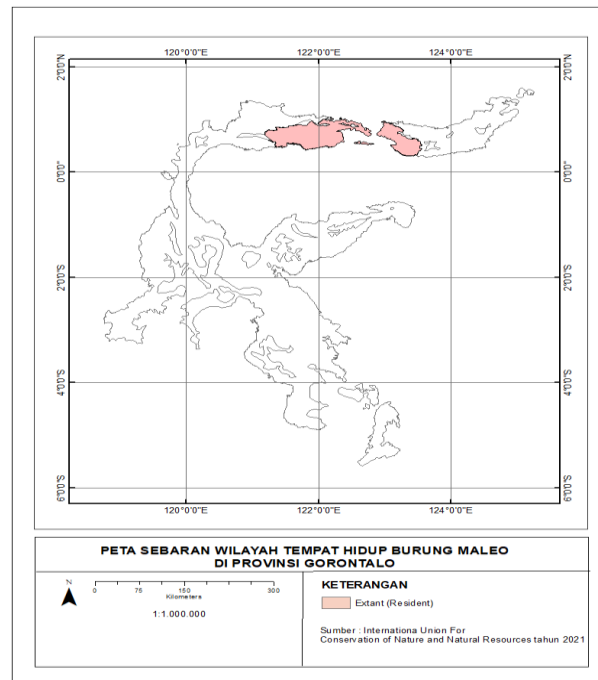 120°0'0"E 122°0'0"E 124°0'0"E
2°0'0"N 2°0'0"N
0°0'0" 0°0'0"
2°0'0"S 2°0'0"S
4°0'0"S 4°0'0"S
6°0'0"S 6°0'0"S
120°0'0"E 122°0'0"E 124°0'0"E
PETA SEBARAN WILAYAH TEMPAT HIDUP BURUNG MALEO
DI PROVINSI GORONTALO
N
0 75 150 300
Kilometers
1:1.000.000
KETERANGAN
Extant (Resident)
Sumber : Internationa Union For
Conservation of Nature and Natural Resources tahun 2021